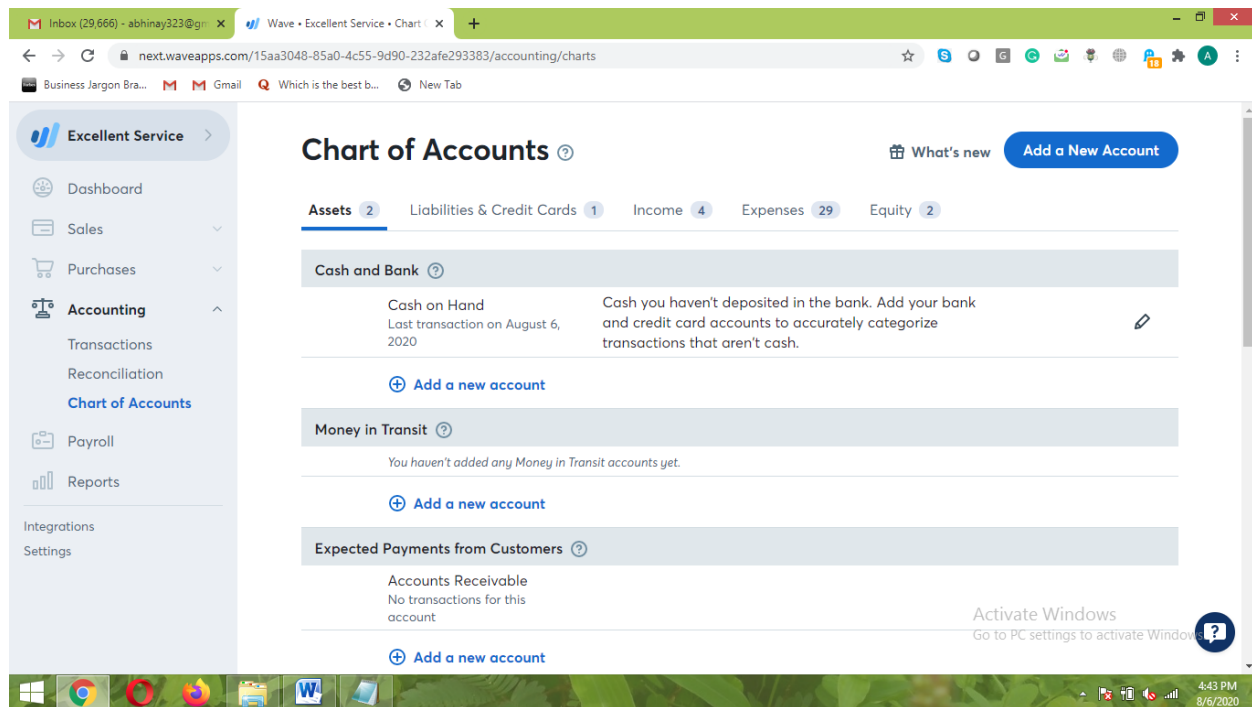 Inbox (29,666) - abhinay323@gm
Wave • Excellent Service • Chart
next.waveapps.com/15aa3048-85a0-4c55-9d90-232afe293383/accounting/charts
18
A
Business Jargon Bra...
Gmail
Which is the best b...
New Tab
Excellent Service
Dashboard
Sales
Purchases
Accounting
Transactions
Reconciliation
Chart of Accounts
Payroll
Reports
Integrations
Settings
Chart of Accounts
What's new
Add a New Account
Assets 2 Liabilities & Credit Cards 1 Income 4 Expenses 29 Equity 2
Cash and Bank
Cash on Hand
Last transaction on August 6,
2020
Cash you haven't deposited in the bank. Add your bank
and credit card accounts to accurately categorize
transactions that aren't cash.
Add a new account
Money in Transit
You haven't added any Money in Transit accounts yet.
Add a new account
Expected Payments from Customers
Accounts Receivable
No transactions for this
account
Add a new account
Activate Windows
Go to PC settings to activate Windows
4:43 PM
8/6/2020